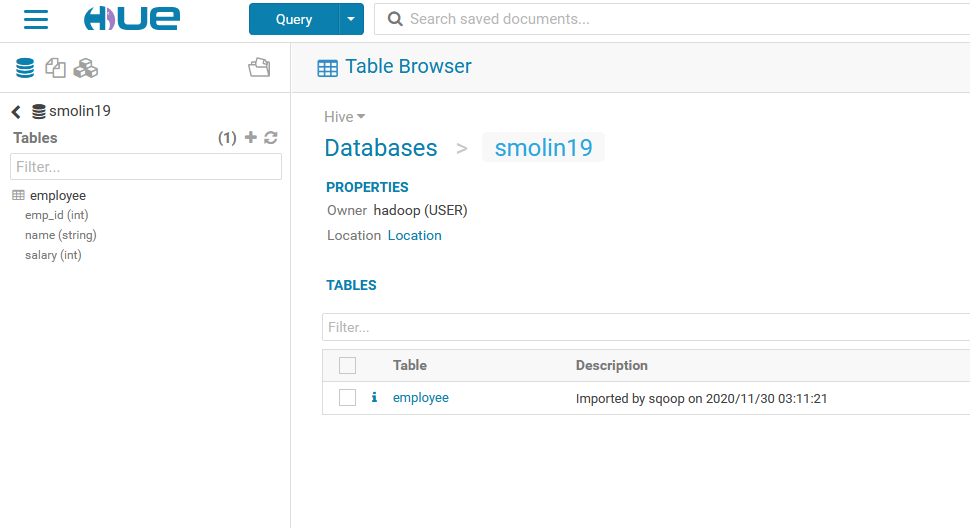 HUE
Query
Search saved documents...
Table Browser
smolin19
Tables (1)
Filter...
employee
emp_id (int)
name (string)
salary (int)
Hive
Databases > smolin19
PROPERTIES
Owner hadoop (USER)
Location Location
TABLES
Filter...
Table Description
i employee Imported by sqoop on 2020/11/30 03:11:21